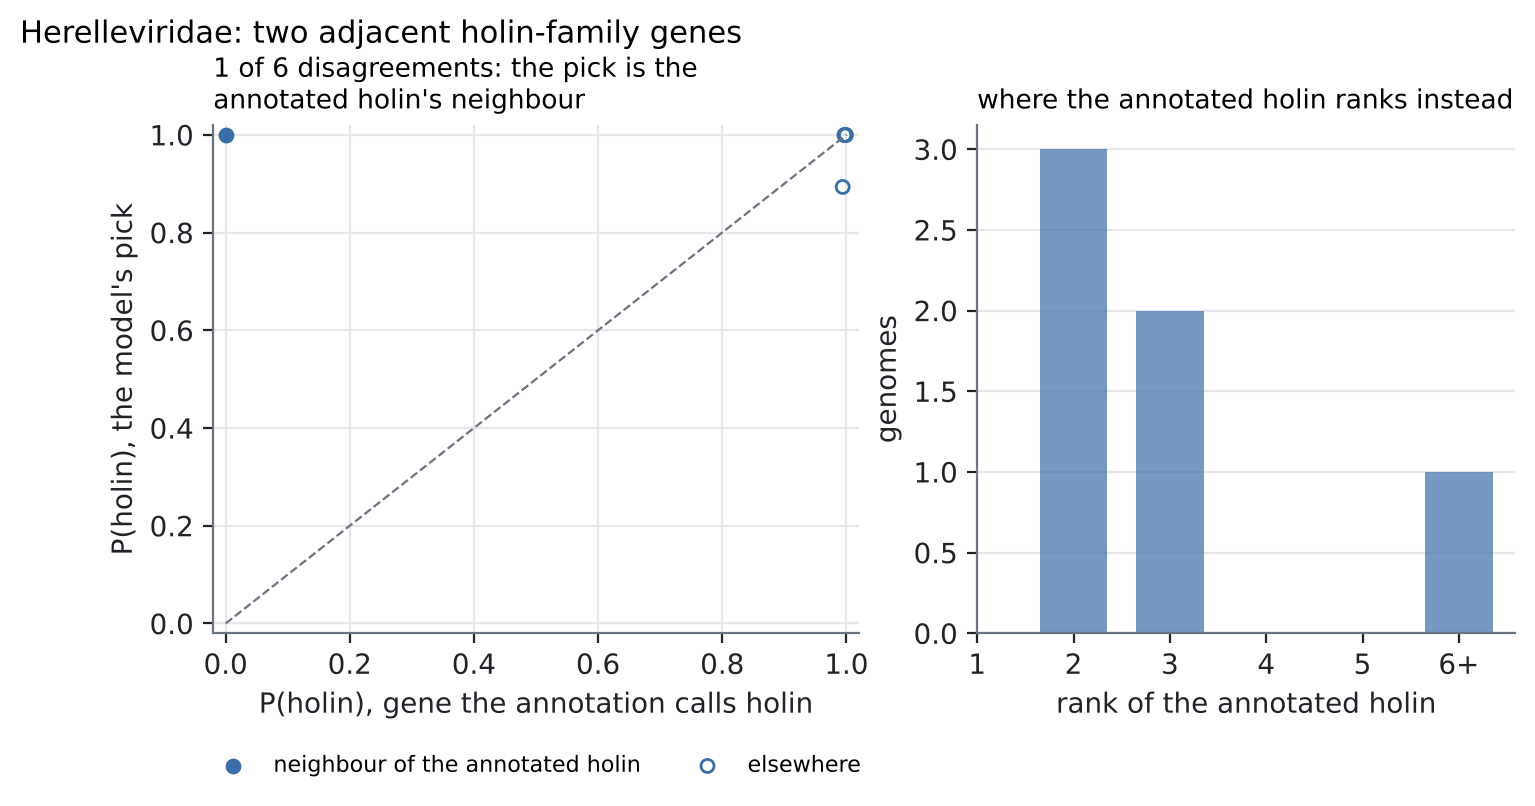 Herelleviridae: two adjacent holin-family genes
1 of 6 disagreements: the pick is the
annotated holin's neighbour
P(holin), the model's pick
1.0
0.8
0.6
0.4
0.2
0.0
0.0 0.2 0.4 0.6 0.8 1.0
P(holin), gene the annotation calls holin
neighbour of the annotated holin
elsewhere
where the annotated holin ranks instead
genomes
3.0
2.5
2.0
1.5
1.0
0.5
0.0
1 2 3 4 5 6+
rank of the annotated holin